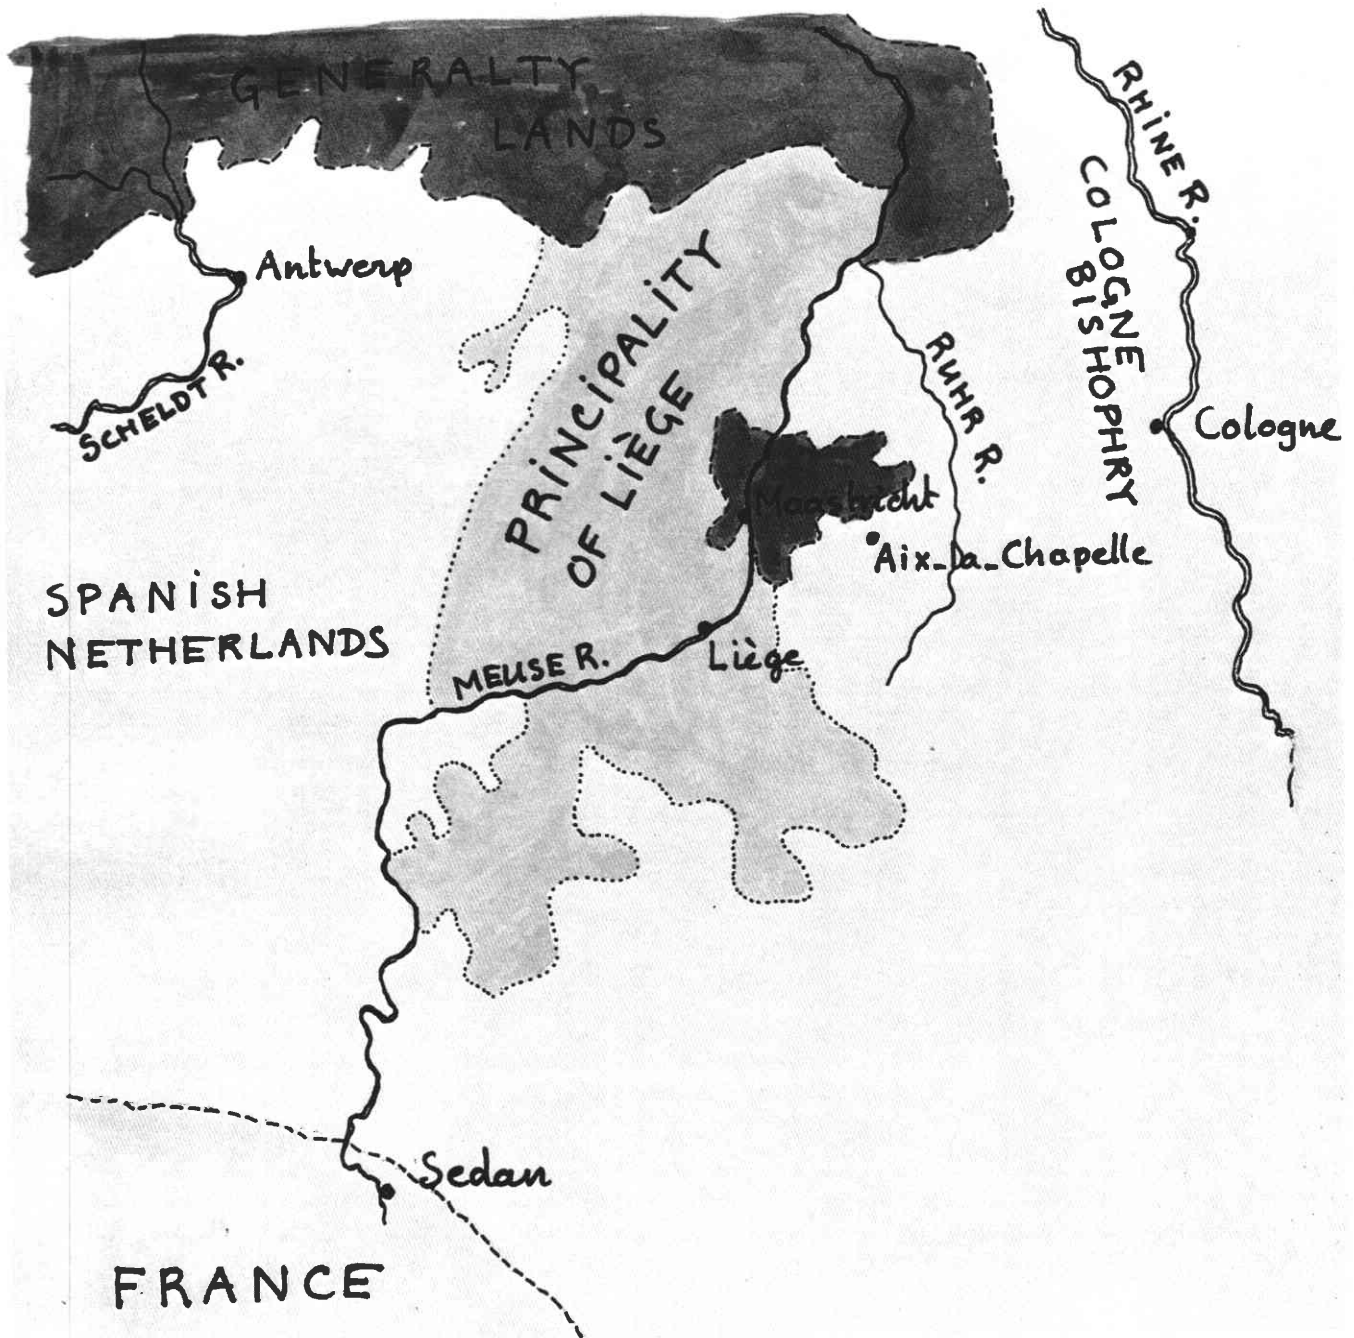 GENERALTY
LANDS
RHINE R.
COLOGNE
BISHOPHRY
Antwerp
PRINCIPALITY
OF LIÈGE
SCHELDT R.
RUHR R.
Cologne
Maastricht
Aix-La-Chapelle
SPANISH
NETHERLANDS
MEUSE R.
Liège
Sedan
FRANCE